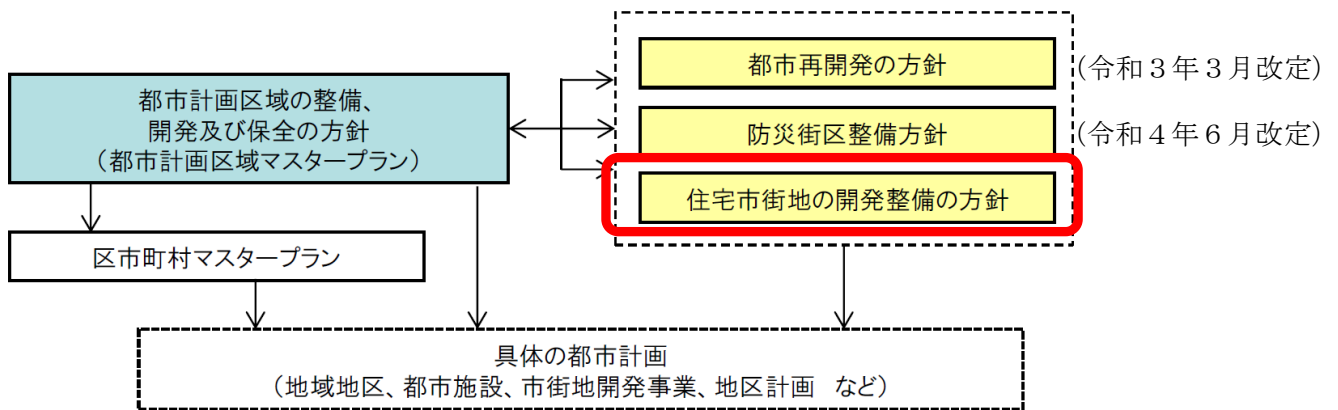 都市計画区域の整備、
開発及び保全の方針
（都市計画区域マスタープラン）
都市再開発の方針
(令和３年３月改定)
防災街区整備方針
(令和４年６月改定)
住宅市街地の開発整備の方針
区市町村マスタープラン
具体の都市計画
（地域地区、都市施設、市街地開発事業、地区計画　など）